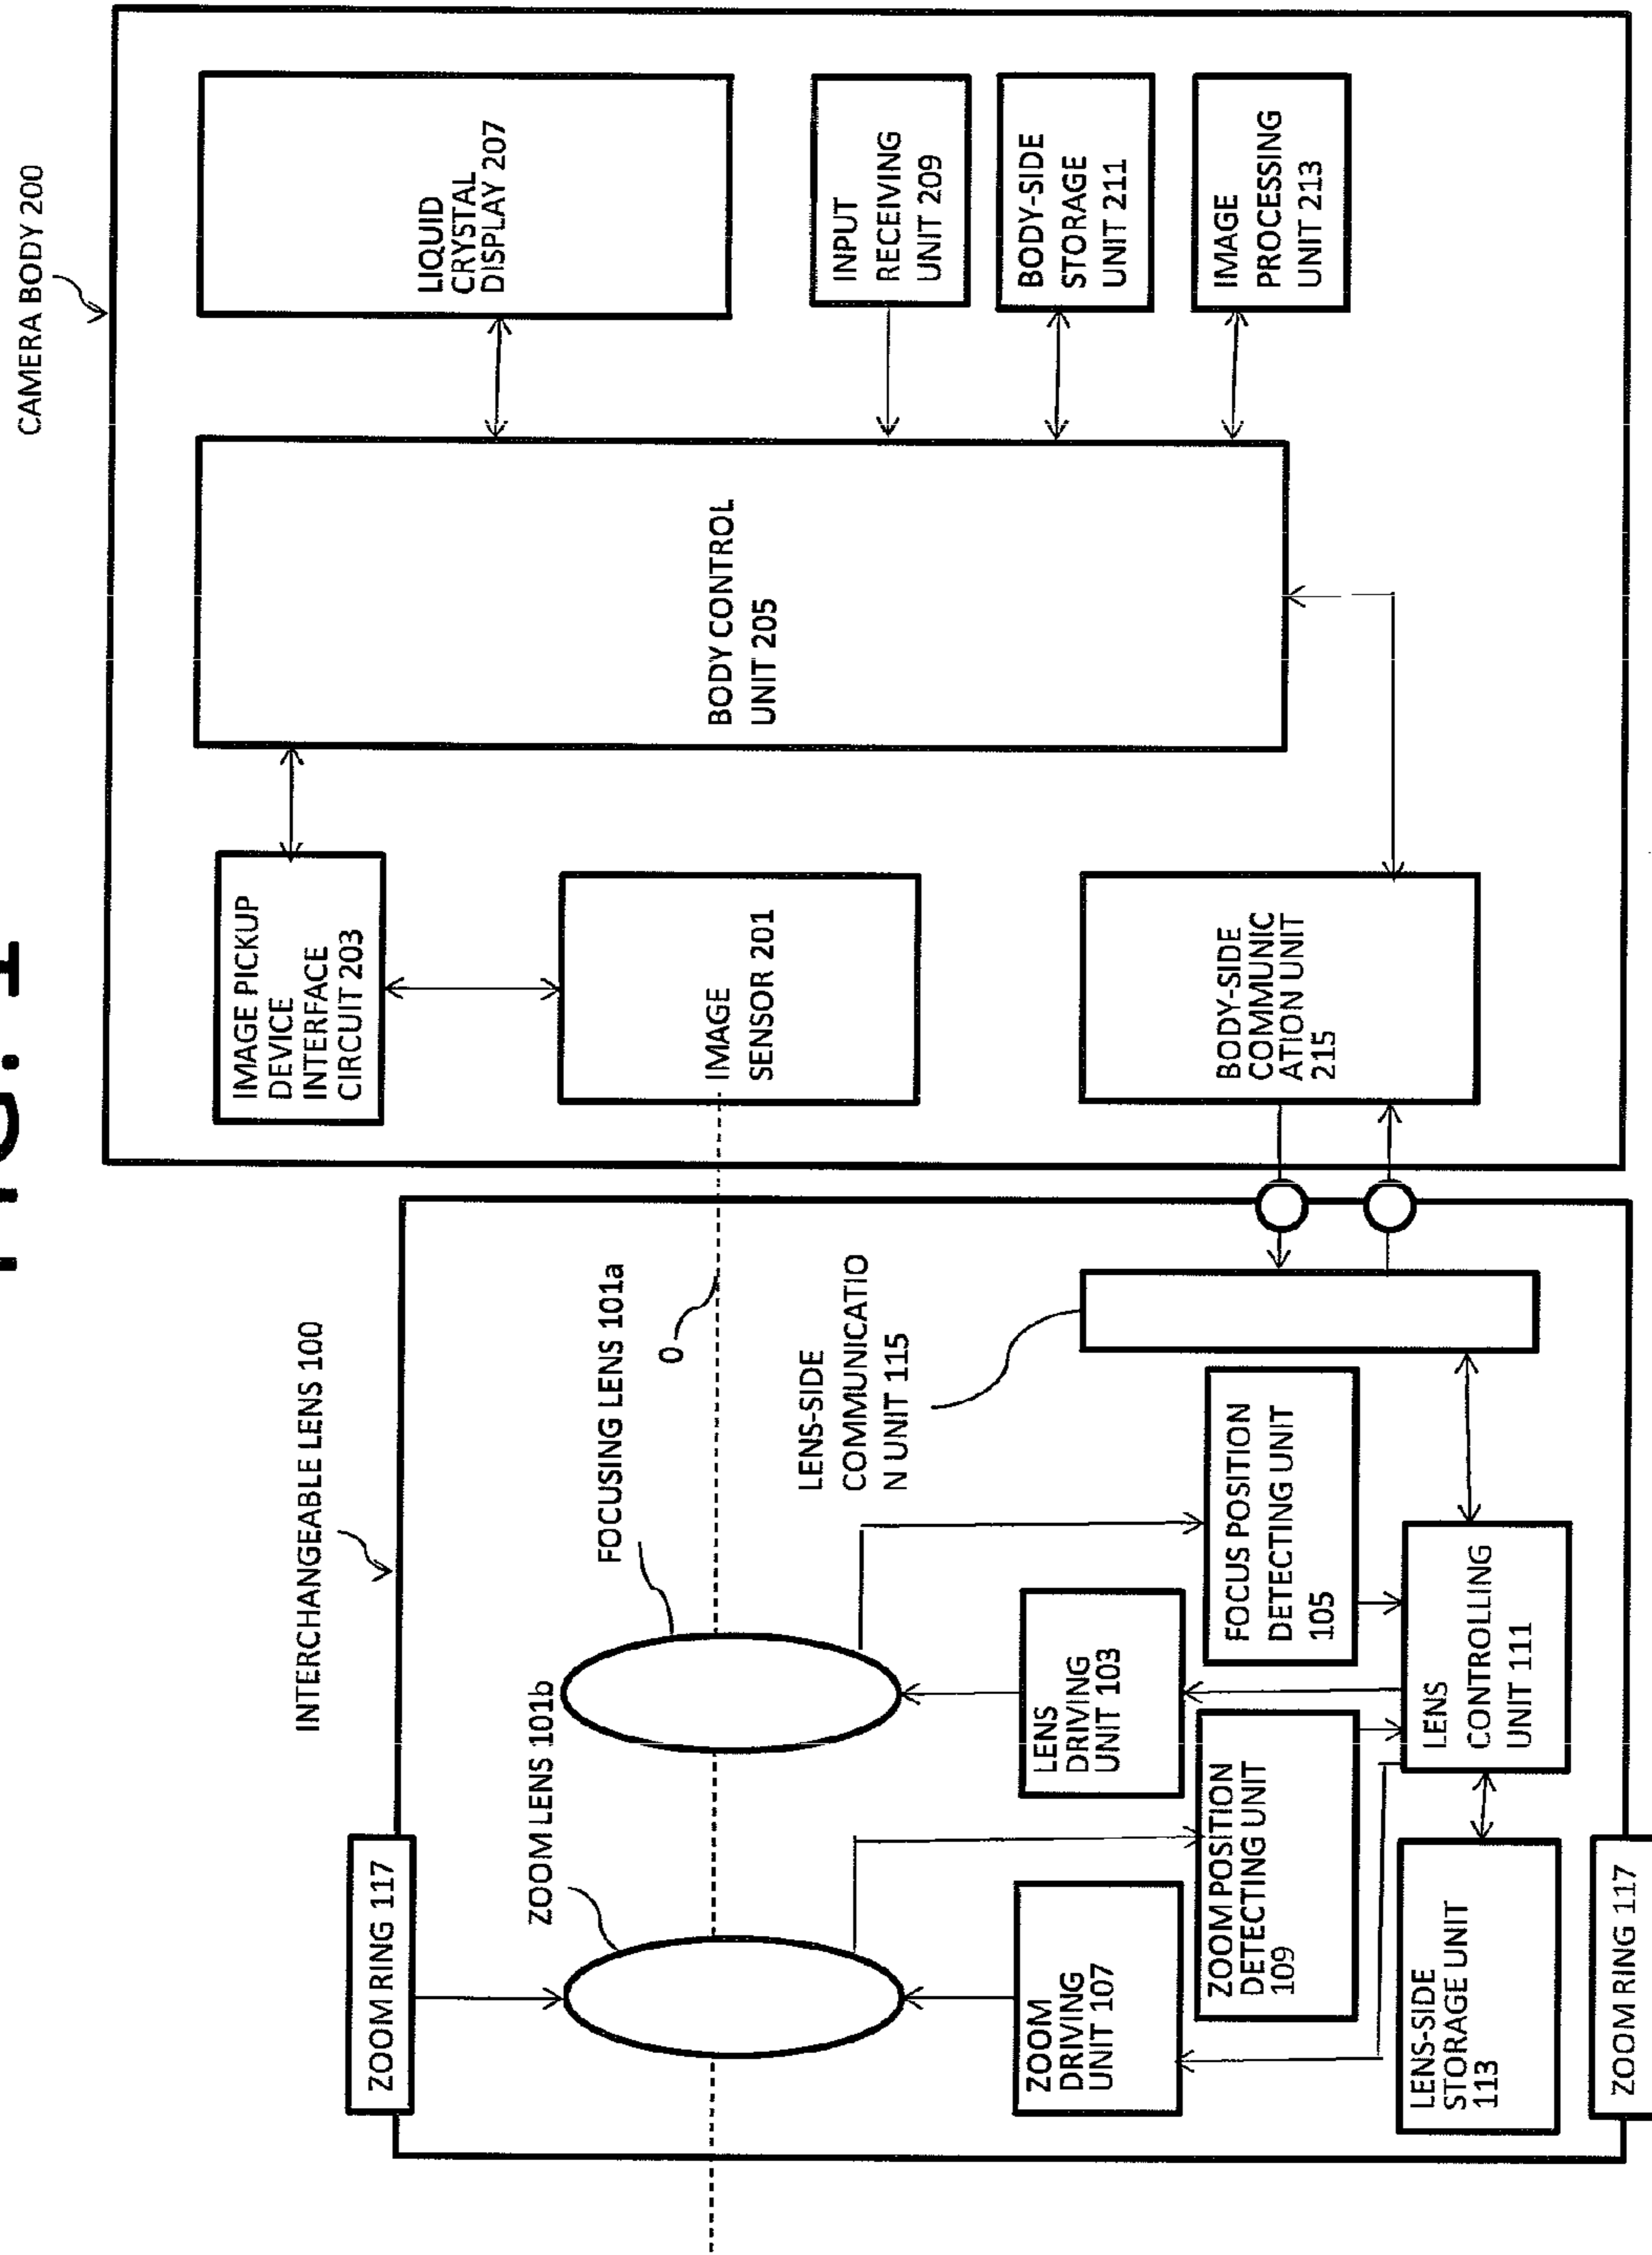 FIG. 1
CAMERA BODY 200
LIQUID
CRYSTAL
DISPLAY 207
INPUT
RECEIVING
UNIT 209
BODY-SIDE
STORAGE
UNIT 211
IMAGE
PROCESSING
UNIT 213
BODY CONTROL
UNIT 205
IMAGE PICKUP
DEVICE
INTERFACE
CIRCUIT 203
IMAGE
SENSOR 201
BODY-SIDE
COMMUNIC
ATION UNIT
215
INTERCHANGEABLE LENS 100
FOCUSING LENS 101a
O
LENS-SIDE
COMMUNICATIO
N UNIT 115
ZOOM LENS 101b
ZOOM RING 117
LENS
DRIVING
UNIT 103
FOCUS POSITION
DETECTING UNIT
105
ZOOM
DRIVING
UNIT 107
ZOOM POSITION
DETECTING UNIT
109
LENS
CONTROLLING
UNIT 111
LENS-SIDE
STORAGE UNIT
113
ZOOM RING 117